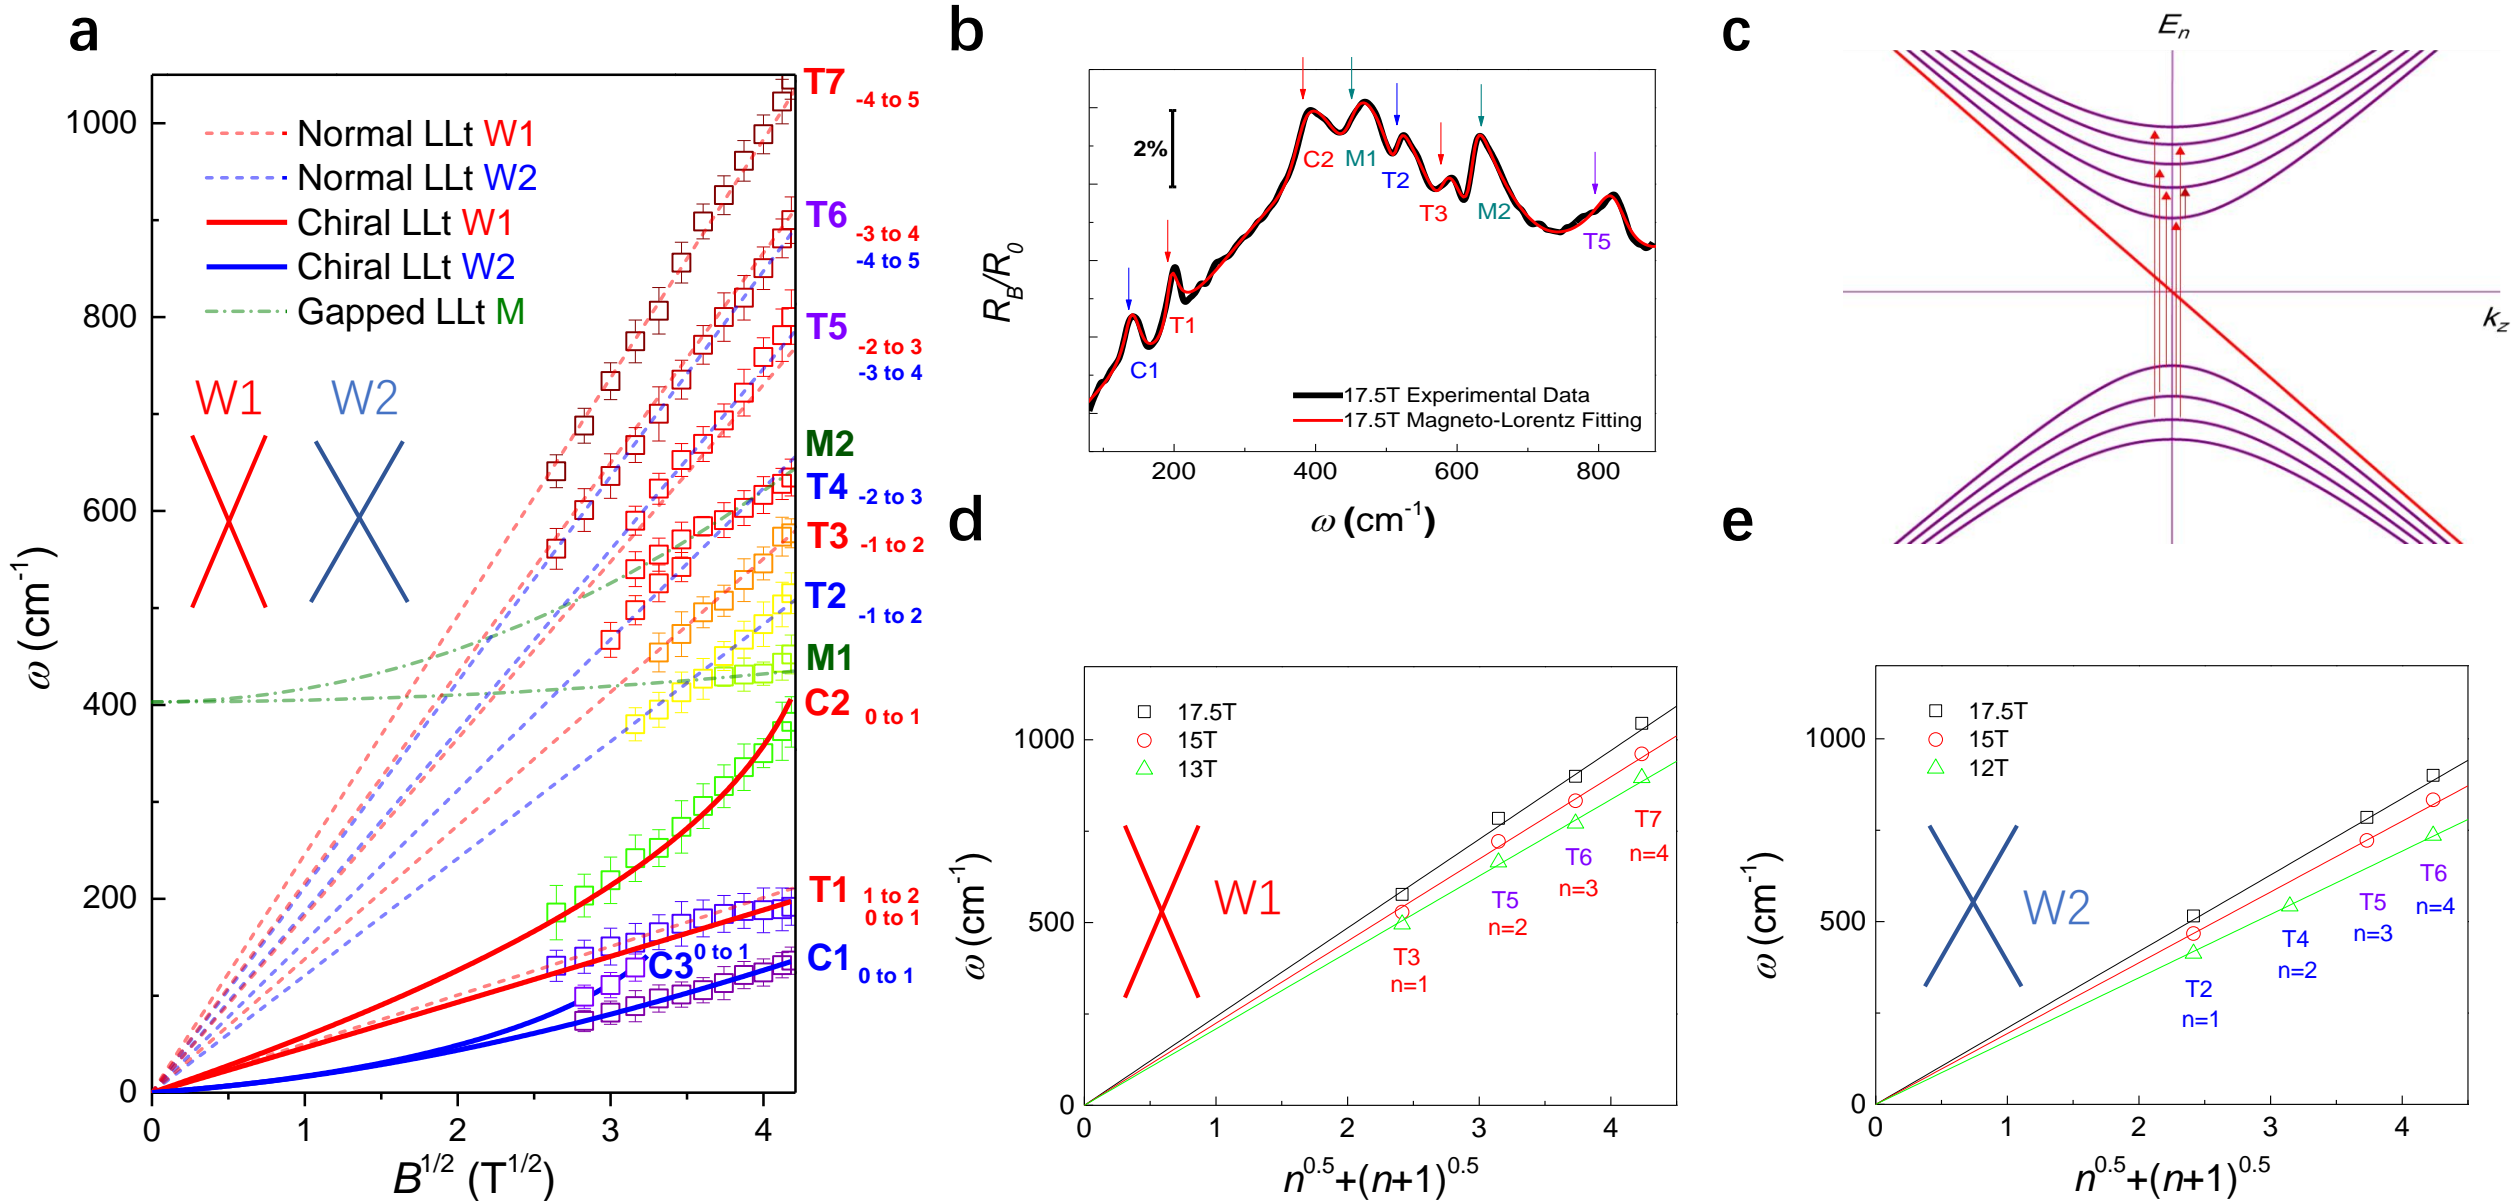 a
ω (cm-1)
1000
800
600
400
200
0
0
1
2
3
4
B1/2 (T1/2)
Normal LLt W1
Normal LLt W2
Chiral LLt W1
Chiral LLt W2
Gapped LLt M
W1
W2
T7 -4 to 5
T6 -3 to 4
-4 to 5
T5 -2 to 3
-3 to 4
M2
T4 -2 to 3
T3 -1 to 2
T2 -1 to 2
M1
C2 0 to 1
T1 1 to 2
0 to 1
C3 0 to 1
C1 0 to 1
b
RB/R0
2%
C1
T1
C2
M1
T2
T3
M2
T5
17.5T Experimental Data
17.5T Magneto-Lorentz Fitting
200
400
600
800
ω (cm-1)
c
En
kz
d
ω (cm-1)
1000
500
0
17.5T
15T
13T
W1
T3
n=1
T5
n=2
T6
n=3
T7
n=4
0
1
2
3
4
n0.5+(n+1)0.5
e
ω (cm-1)
1000
500
0
17.5T
15T
12T
W2
T2
n=1
T4
n=2
T5
n=3
T6
n=4
0
1
2
3
4
n0.5+(n+1)0.5